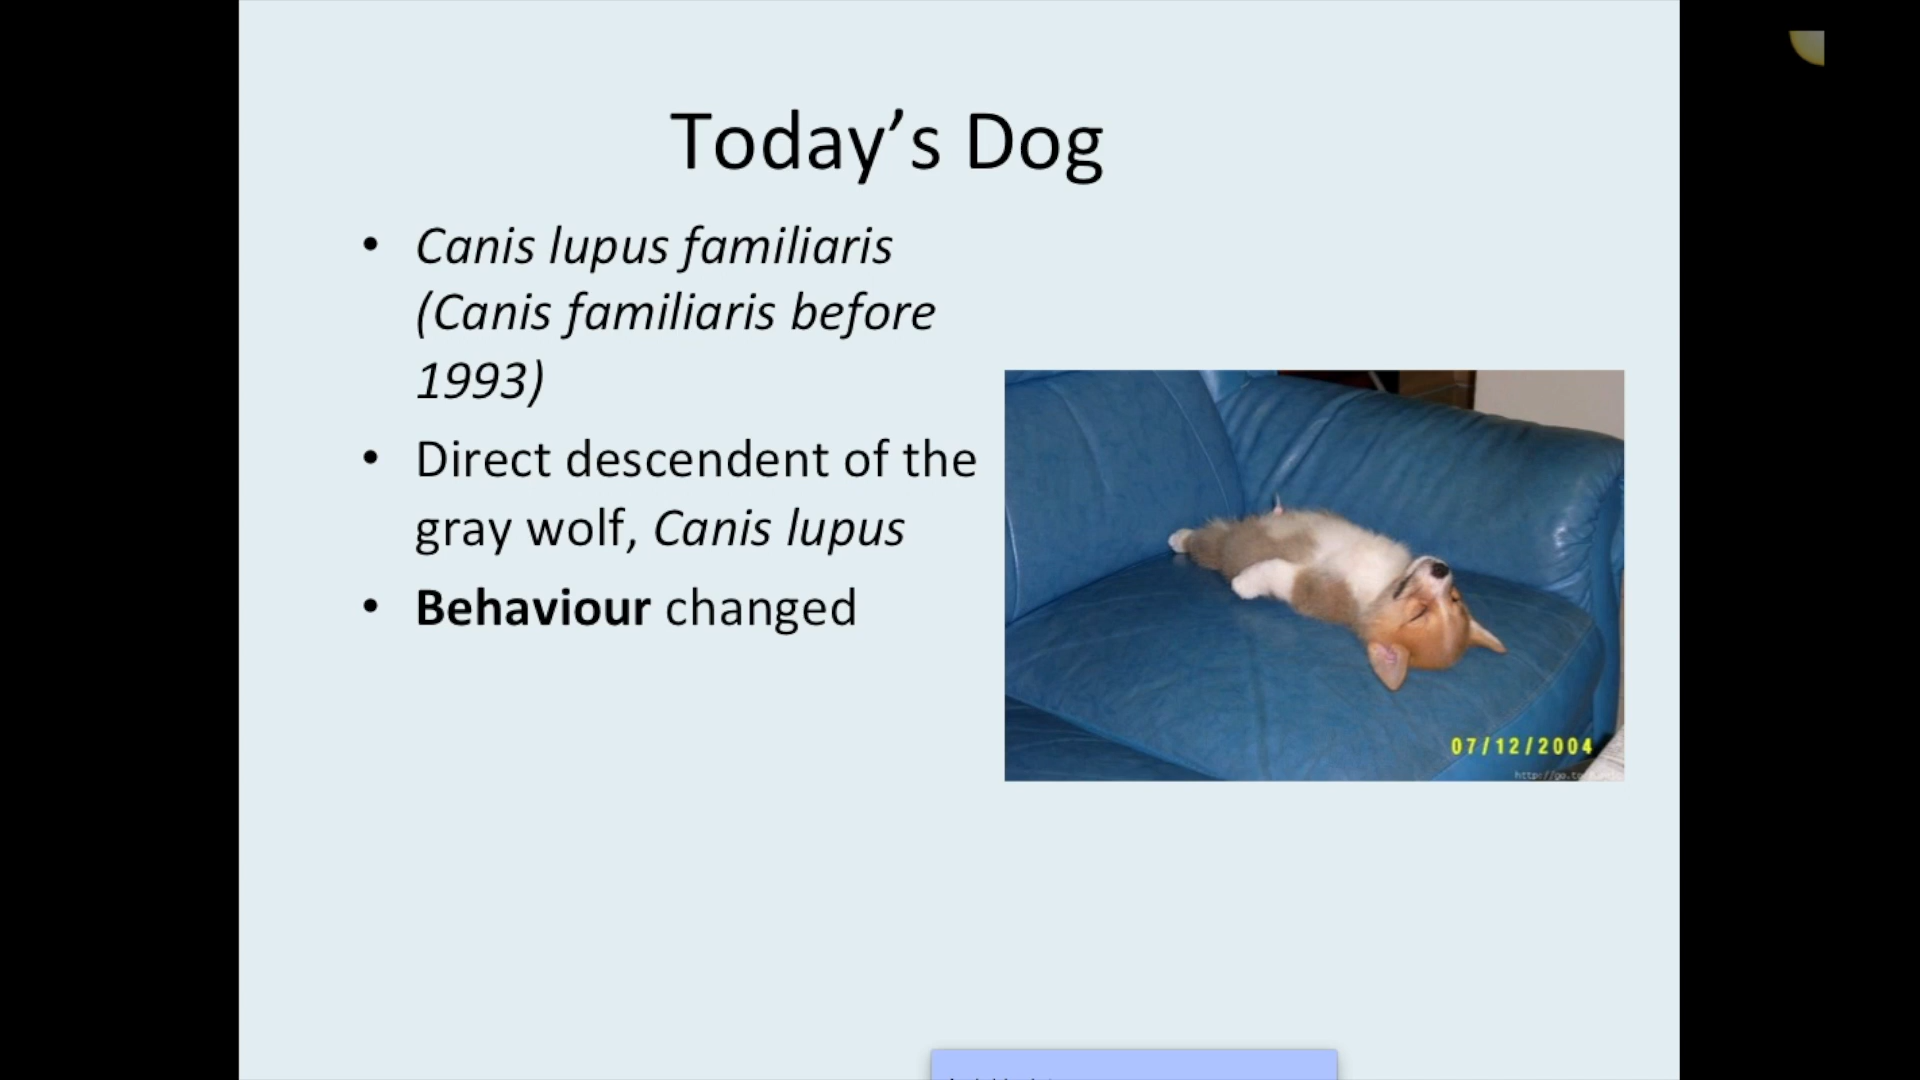 Today’s Dog
• Canis lupus familiaris
(Canis familiaris before
1993)
• Direct descendent of the
gray wolf, Canis lupus
• Behaviour changed
07/12/2004